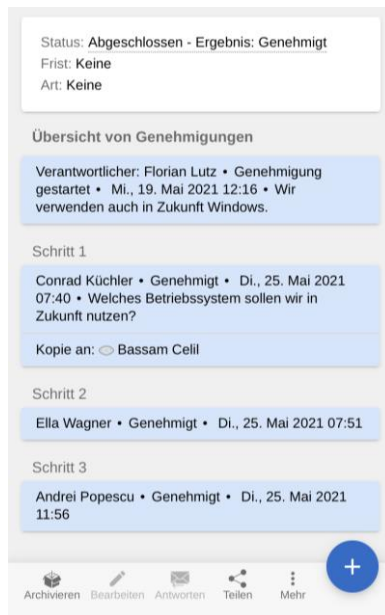 Status: Abgeschlossen - Ergebnis: Genehmigt
Frist: Keine
Art: Keine
Übersicht von Genehmigungen
Verantwortlicher: Florian Lutz • Genehmigung
gestartet • Mi., 19. Mai 2021 12:16 • Wir
verwenden auch in Zukunft Windows.
Schritt 1
Conrad Küchler • Genehmigt • Di., 25. Mai 2021
07:40 • Welches Betriebssystem sollen wir in
Zukunft nutzen?
Kopie an: Bassam Celil
Schritt 2
Ella Wagner • Genehmigt • Di., 25. Mai 2021 07:51
Schritt 3
Andrei Popescu • Genehmigt • Di., 25. Mai 2021
11:56
Archivieren Bearbeiten Antworten Teilen Mehr